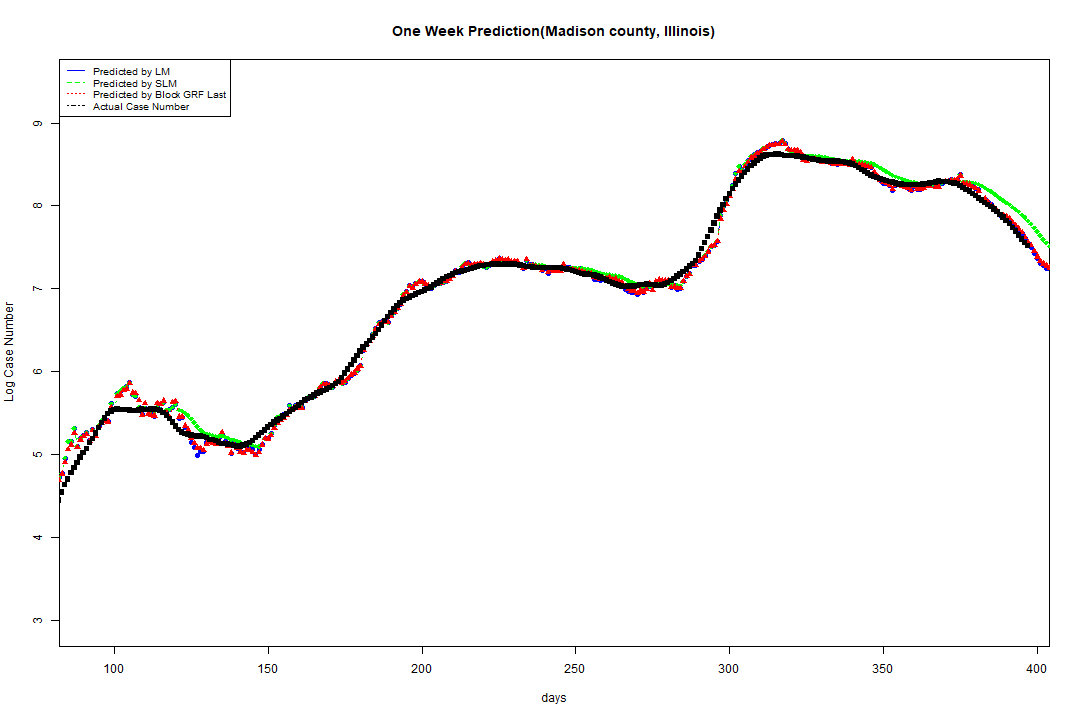 One Week Prediction(Madison county, Illinois)
Predicted by LM
Predicted by SLM
Predicted by Block GRF Last
Actual Case Number
9
8
7
6
5
4
3
Log Case Number
100 150 200 250 300 350 400
days